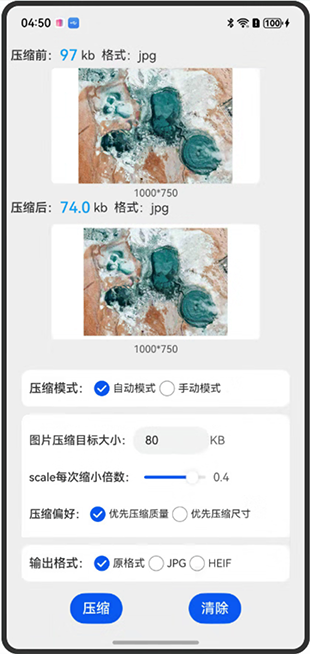 04:50 100
压缩前：97 kb 格式：jpg
1000*750
压缩后：74.0 kb 格式：jpg
1000*750
压缩模式： 自动模式 手动模式
图片压缩目标大小： 80 KB
scale每次缩小倍数： 0.4
压缩偏好： 优先压缩质量 优先压缩尺寸
输出格式： 原格式 JPG HEIF
压缩 清除